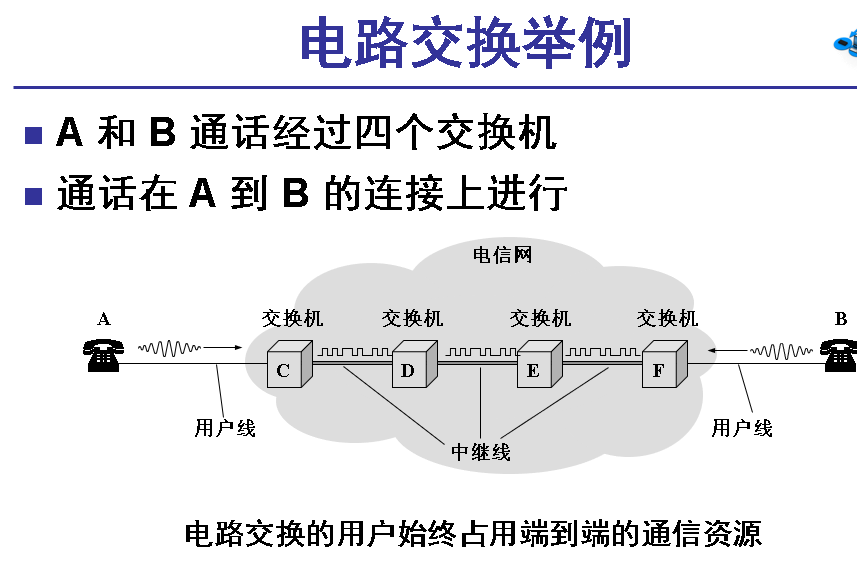 电路交换举例
A 和 B 通话经过四个交换机
通话在 A 到 B 的连接上进行
电信网
A 交换机 交换机 交换机 交换机 B
C D E F
用户线 用户线
中继线
电路交换的用户始终占用端到端的通信资源